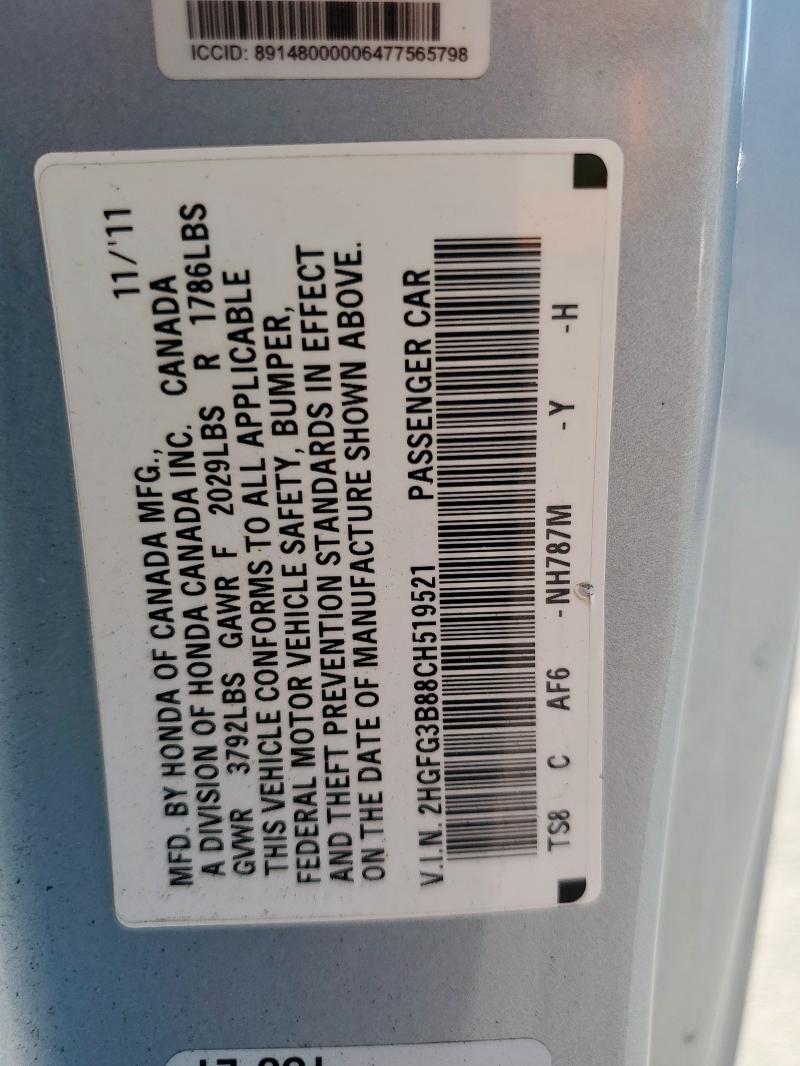 ICCID: 89148000006477565798
11/'11
MFD. BY HONDA OF CANADA MFG.,
A DIVISION OF HONDA CANADA INC. CANADA
GVWR 3792LBS GAWR F 2029LBS R 1786LBS
THIS VEHICLE CONFORMS TO ALL APPLICABLE
FEDERAL MOTOR VEHICLE SAFETY, BUMPER,
AND THEFT PREVENTION STANDARDS IN EFFECT
ON THE DATE OF MANUFACTURE SHOWN ABOVE.
V.I.N. 2HGFG3B88CH519521 PASSENGER CAR
TS8 C AF6 -NH787M -Y -H